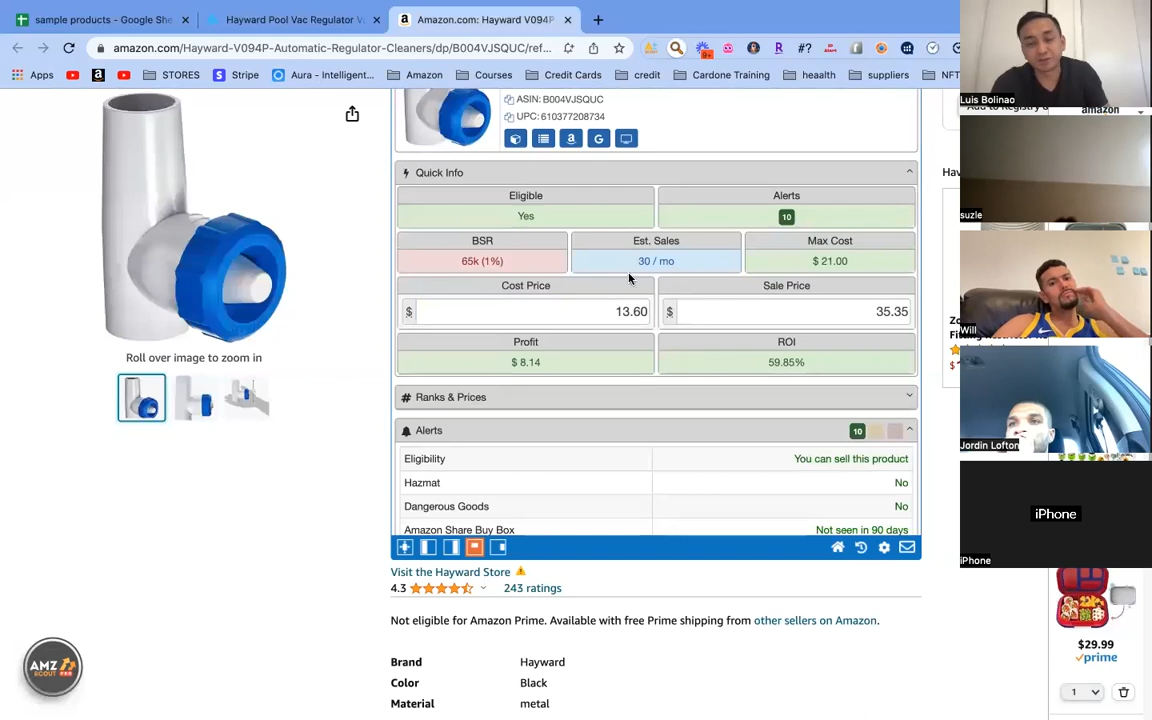 sample products - Google She
Hayward Pool Vac Regulator V
Amazon.com: Hayward V094P
amazon.com/Hayward-V094P-Automatic-Regulator-Cleaners/dp/B004VJSQUC/ref...
9+
R
#?
Apps
STORES
Stripe
Aura - Intelligent...
Amazon
Courses
Credit Cards
credit
Cardone Training
heaalth
suppliers
NFT
Luis Bolinao
amazon
suzie
Will
Jordin Lofton
iPhone
iPhone
ASIN: B004VJSQUC
UPC: 610377208734
Quick Info
Eligible
Alerts
Yes
10
BSR
Est. Sales
Max Cost
65k (1%)
30 / mo
$ 21.00
Cost Price
Sale Price
$ 13.60
$ 35.35
Profit
ROI
$ 8.14
59.85%
Ranks & Prices
Alerts
10
Eligibility
You can sell this product
Hazmat
No
Dangerous Goods
No
Amazon Share Buy Box
Not seen in 90 days
Roll over image to zoom in
Visit the Hayward Store
4.3
243 ratings
Not eligible for Amazon Prime. Available with free Prime shipping from other sellers on Amazon.
Brand
Hayward
Color
Black
Material
metal
AMZ
SCOUT
PRO
Hav
$29.99
prime
1